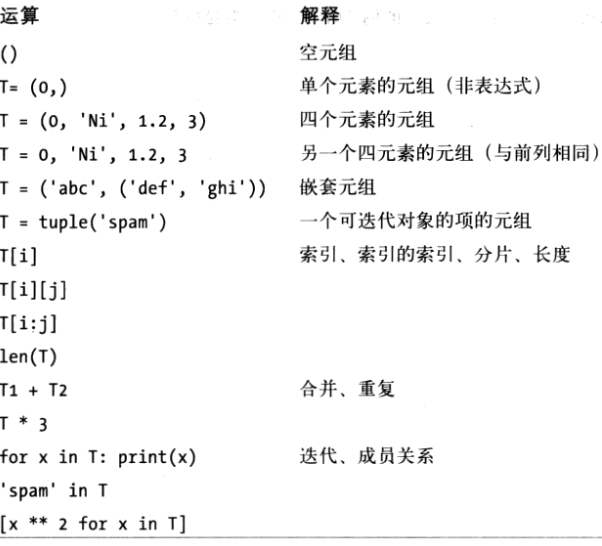 运算 解释
() 空元组
T= (0,) 单个元素的元组（非表达式）
T = (0, 'Ni', 1.2, 3) 四个元素的元组
T = 0, 'Ni', 1.2, 3 另一个四元素的元组（与前列相同）
T = ('abc', ('def', 'ghi')) 嵌套元组
T = tuple('spam') 一个可迭代对象的项的元组
T[i] 索引、索引的索引、分片、长度
T[i][j]
T[i:j]
len(T)
T1 + T2 合并、重复
T * 3
for x in T: print(x) 迭代、成员关系
'spam' in T
[x ** 2 for x in T]